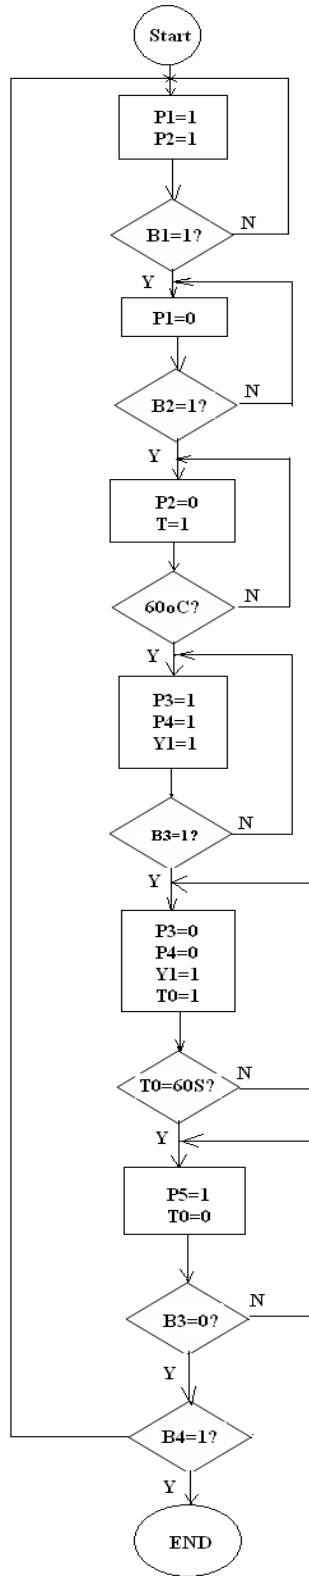 Start
P1=1
P2=1
B1=1?
N
Y
P1=0
B2=1?
N
Y
P2=0
T=1
60oC?
N
Y
P3=1
P4=1
Y1=1
B3=1?
N
Y
P3=0
P4=0
Y1=1
T0=1
T0=60S?
N
Y
P5=1
T0=0
B3=0?
N
Y
B4=1?
Y
END